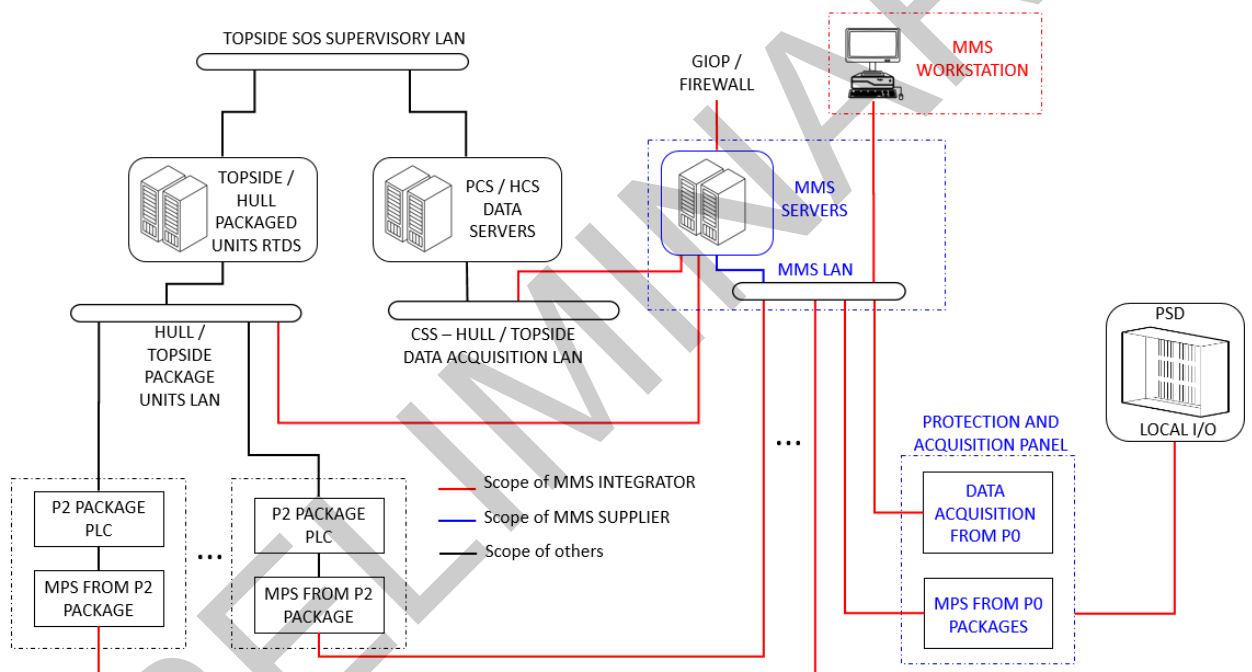 TOPSIDE SOS SUPERVISORY LAN
GIOP /
FIREWALL
MMS
WORKSTATION
TOPSIDE /
HULL
PACKAGED
UNITS RTDS
PCS / HCS
DATA
SERVERS
MMS
SERVERS
MMS LAN
HULL /
TOPSIDE
PACKAGE
UNITS LAN
CSS – HULL / TOPSIDE
DATA ACQUISITION LAN
PSD
LOCAL I/O
...
PROTECTION AND
ACQUISITION PANEL
DATA
ACQUISITION
FROM P0
MPS FROM P0
PACKAGES
Scope of MMS INTEGRATOR
Scope of MMS SUPPLIER
Scope of others
P2 PACKAGE
PLC
MPS FROM P2
PACKAGE
...
P2 PACKAGE
PLC
MPS FROM P2
PACKAGE
PRELIMINAR